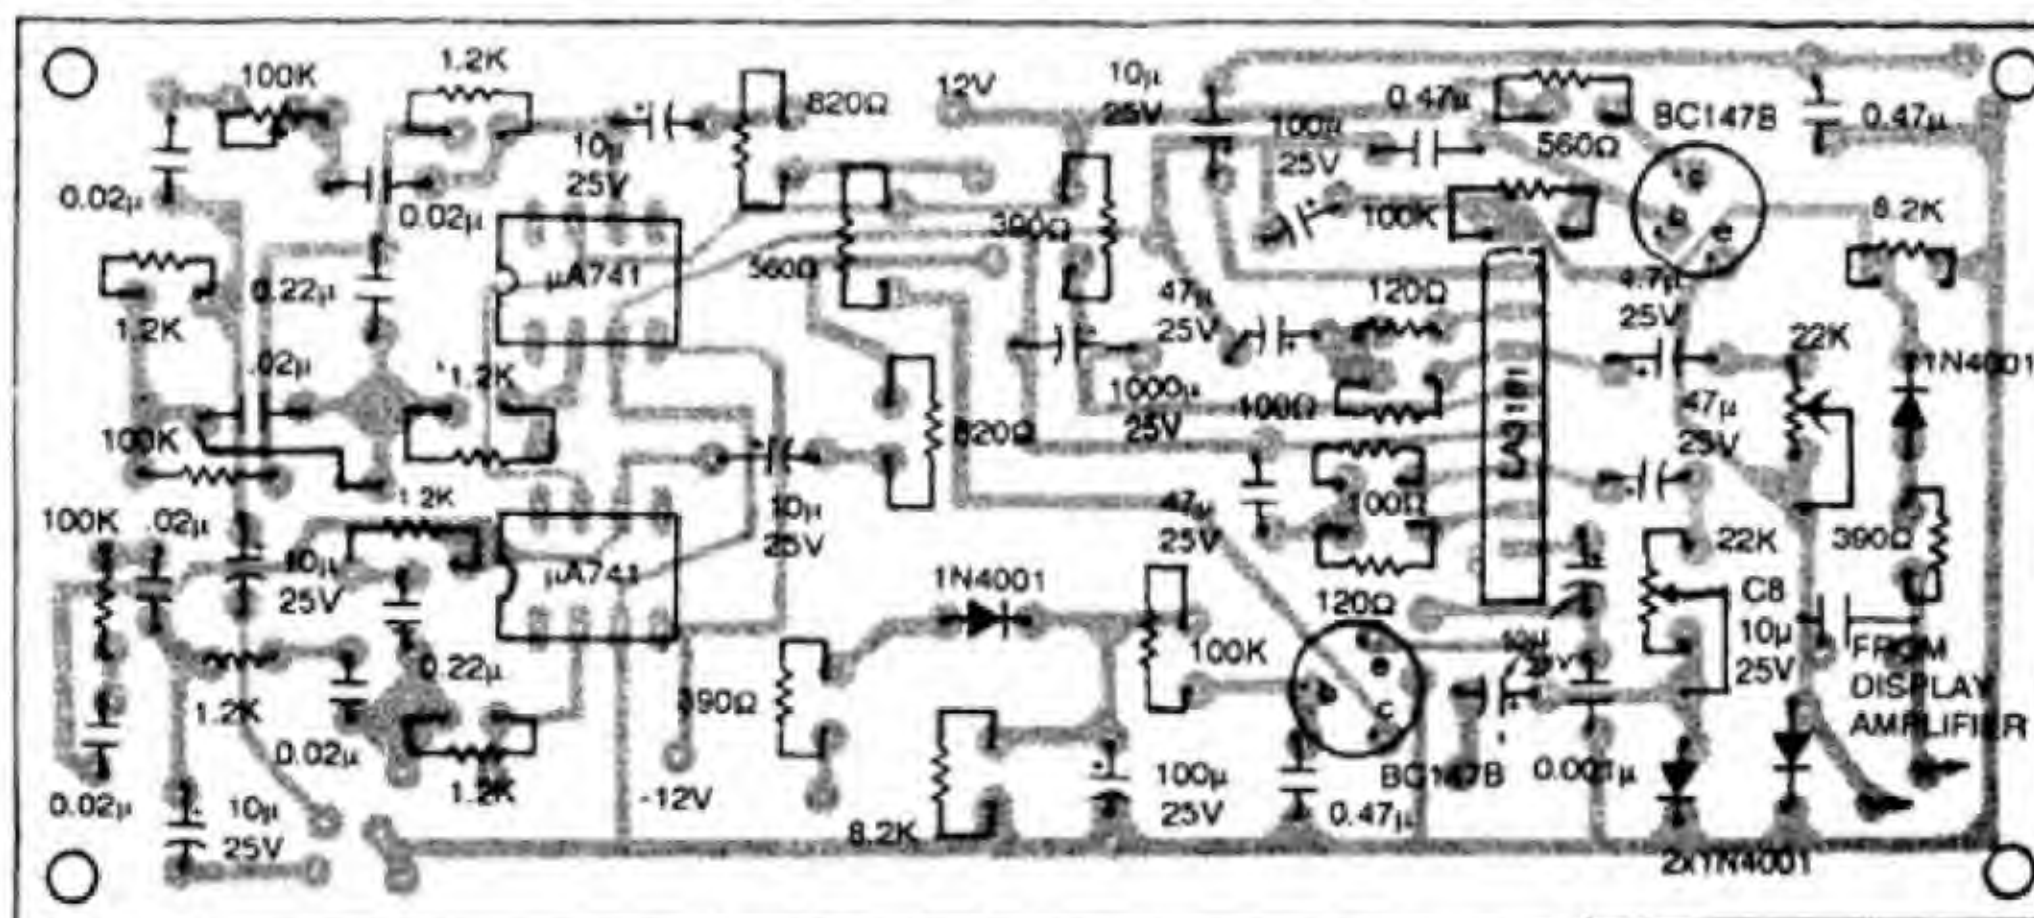 100K
1.2K
820Ω
12V
10μ
25V
0.47μ
BC147B
0.47μ
0.02μ
0.02μ
10μ
25V
100μ
25V
560Ω
100K
8.2K
390Ω
μA741
560Ω
1.2K
0.22μ
47μ
25V
120Ω
4.7μ
25V
22K
1N4001
.02μ
1.2K
1000μ
25V
100Ω
LA3161
47μ
25V
100K
820Ω
1.2K
10μ
25V
47μ
25V
100Ω
22K
390Ω
100K
.02μ
10μ
25V
μA741
1N4001
120Ω
C8
10μ
25V
FROM
DISPLAY
AMPLIFIER
0.22μ
100K
b
e
c
c
b
e
1.2K
390Ω
0.02μ
1.2K
-12V
100μ
25V
BC147B
0.001μ
0.02μ
10μ
25V
8.2K
0.47μ
2x1N4001